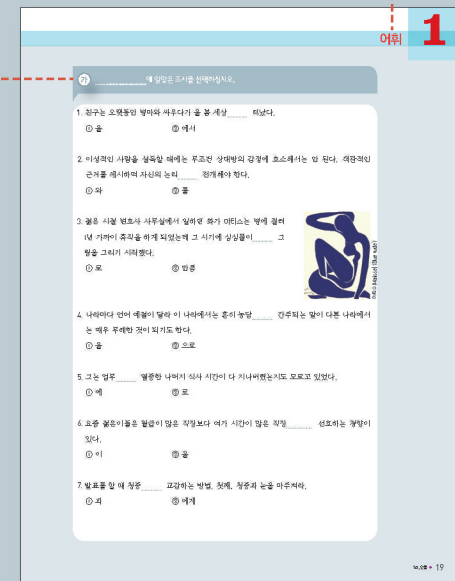 어휘 1
가 ________에 알맞은 조사를 선택하십시오.
1. 친구는 오랫동안 병마와 싸우다가 올 봄 세상____ 떠났다.
① 을 ② 에서
2. 이성적인 사람을 설득할 때에는 무조건 상대방의 감정에 호소해서는 안 된다. 객관적인
근거를 제시하며 자신의 논리____ 전개해야 한다.
① 와 ② 를
3. 젊은 시절 변호사 사무실에서 일하던 화가 마티스는 병에 걸려
1년 가까이 휴직을 하게 되었는데 그 시기에 심심풀이____ 그
림을 그리기 시작했다.
① 로 ② 만큼
4. 나라마다 언어 예절이 달라 이 나라에서는 흔히 농담____ 간주되는 말이 다른 나라에서
는 매우 무례한 것이 되기도 한다.
① 을 ② 으로
5. 그는 업무____ 열중한 나머지 식사 시간이 다 지나버렸는지도 모르고 있었다.
① 에 ② 로
6. 요즘 젊은이들은 월급이 많은 직장보다 여가 시간이 많은 직장____ 선호하는 경향이
있다.
① 이 ② 을
7. 발표를 할 때 청중____ 교감하는 방법. 첫째, 청중과 눈을 마주쳐라.
① 과 ② 에게
19